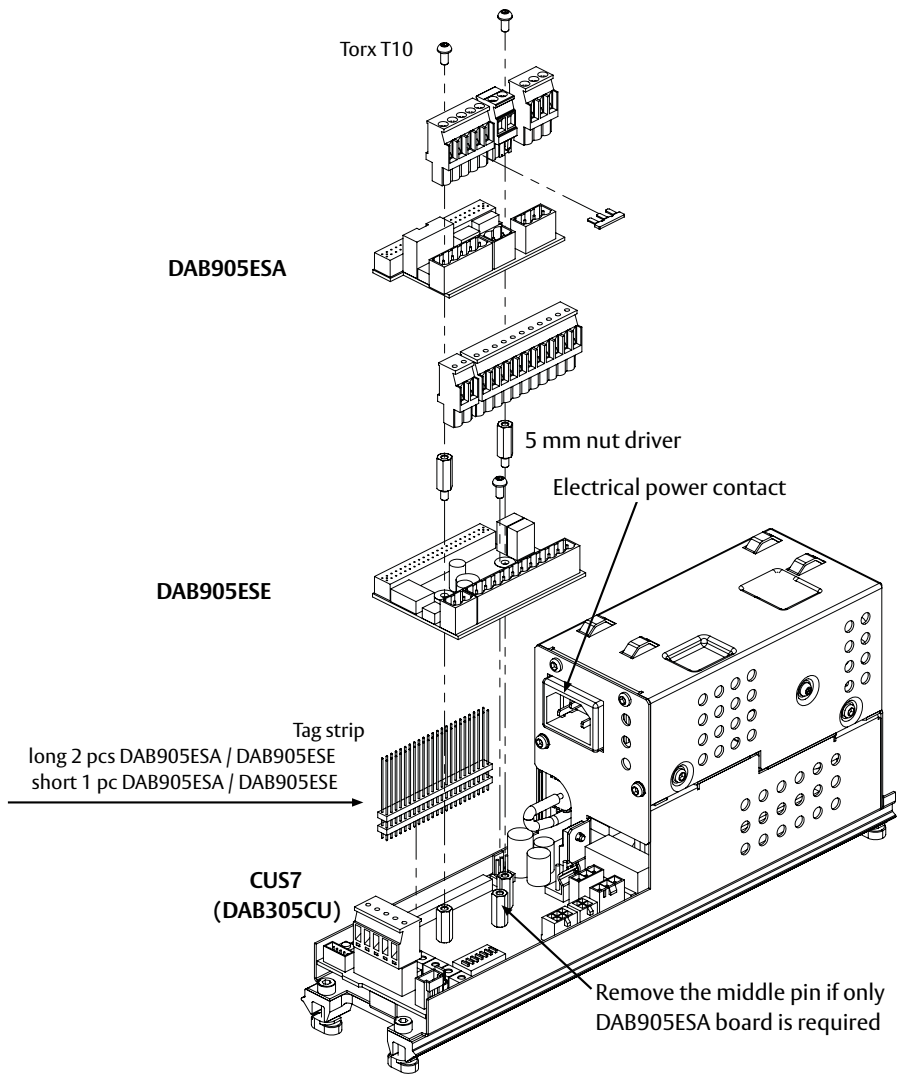 Torx T10
DAB905ESA
5 mm nut driver
Electrical power contact
DAB905ESE
Tag strip
long 2 pcs DAB905ESA / DAB905ESE
short 1 pc DAB905ESA / DAB905ESE
CUS7
(DAB305CU)
Remove the middle pin if only
DAB905ESA board is required